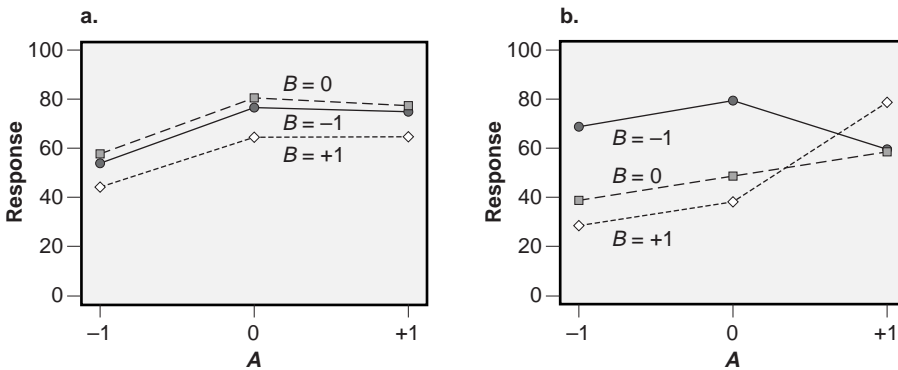 a.
100
80
60
40
20
0
Response
B = 0
B = –1
B = +1
–1
0
+1
A
b.
100
80
60
40
20
0
Response
B = –1
B = 0
B = +1
–1
0
+1
A